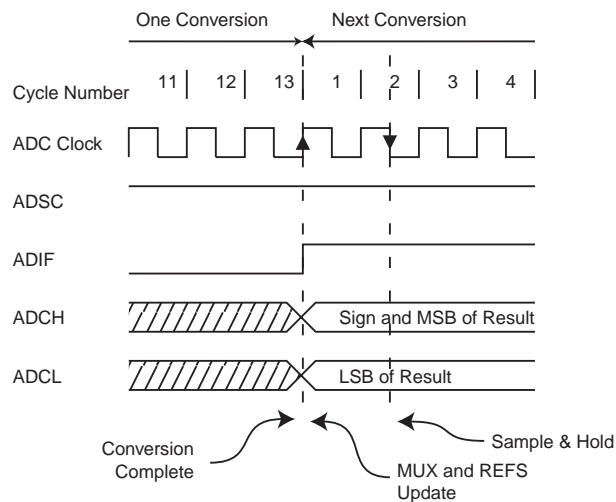 One Conversion Next Conversion
Cycle Number 11 12 13 1 2 3 4
ADC Clock
ADSC
ADIF
ADCH Sign and MSB of Result
ADCL LSB of Result
Conversion
Complete
MUX and REFS
Update
Sample & Hold